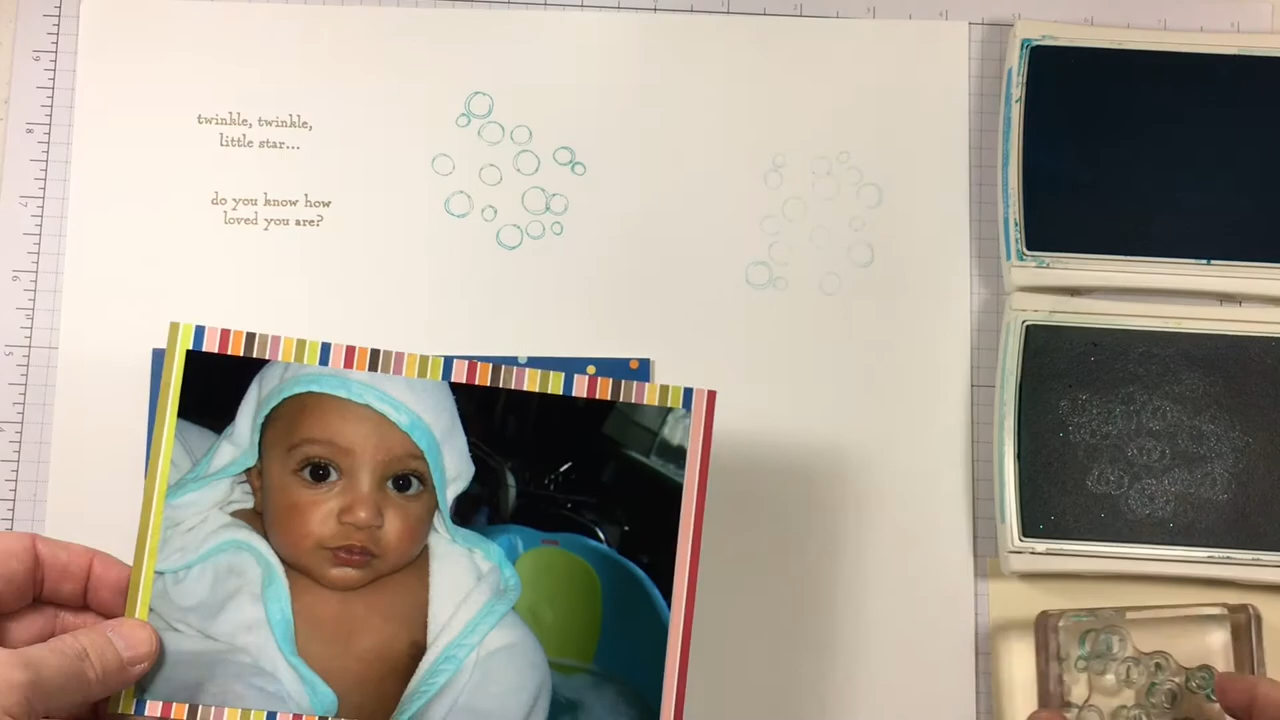 twinkle, twinkle,
little star...
do you know how
loved you are?